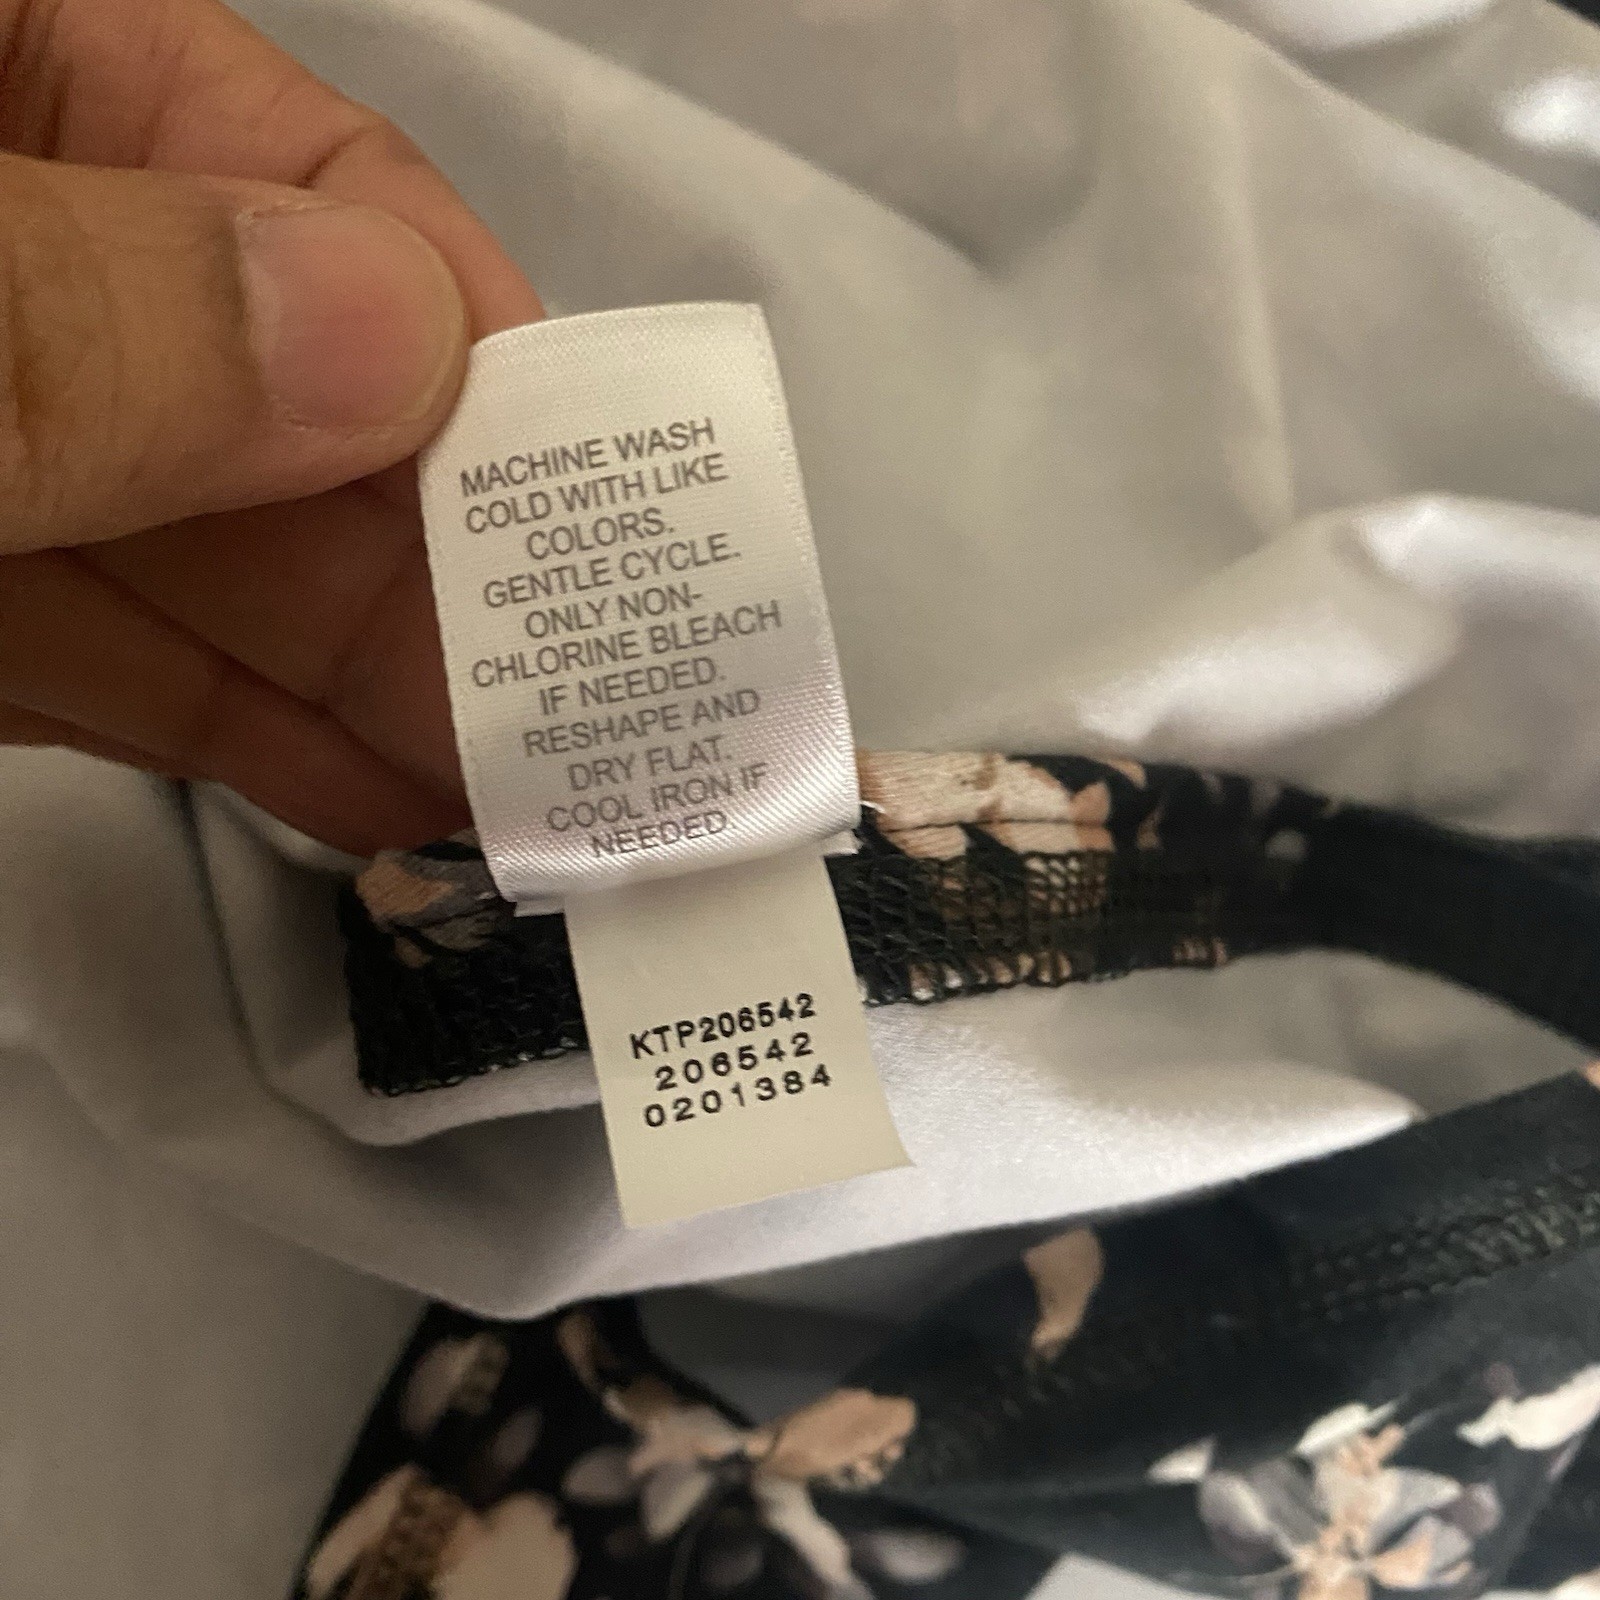 MACHINE WASH
COLD WITH LIKE
COLORS.
GENTLE CYCLE.
ONLY NON-
CHLORINE BLEACH
IF NEEDED.
RESHAPE AND
DRY FLAT.
COOL IRON IF
NEEDED.
KTP206542
206542
0201384